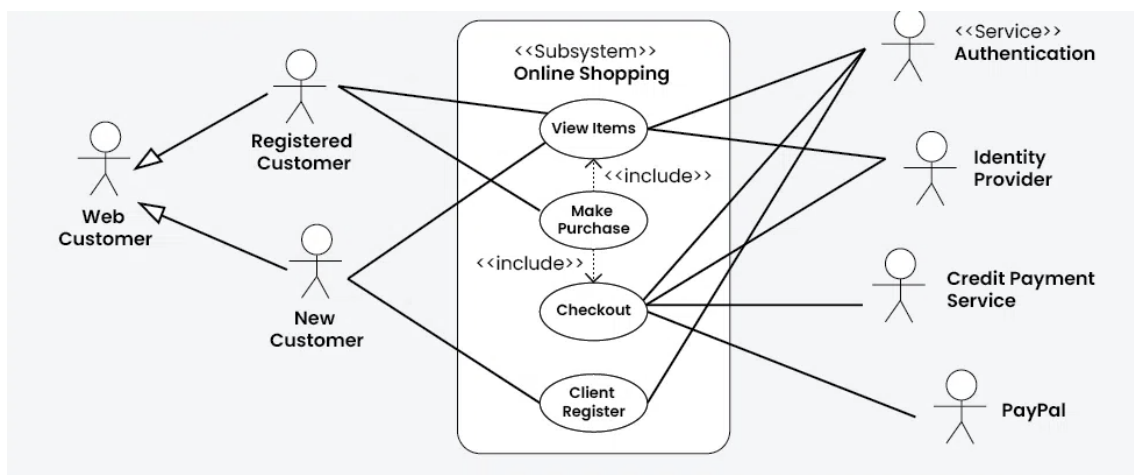 <<Subsystem>>
Online Shopping
<<Service>>
Authentication
Registered
Customer
View Items
Identity
Provider
<<include>>
Web
Customer
Make
Purchase
<<include>>
New
Customer
Checkout
Credit Payment
Service
Client
Register
PayPal